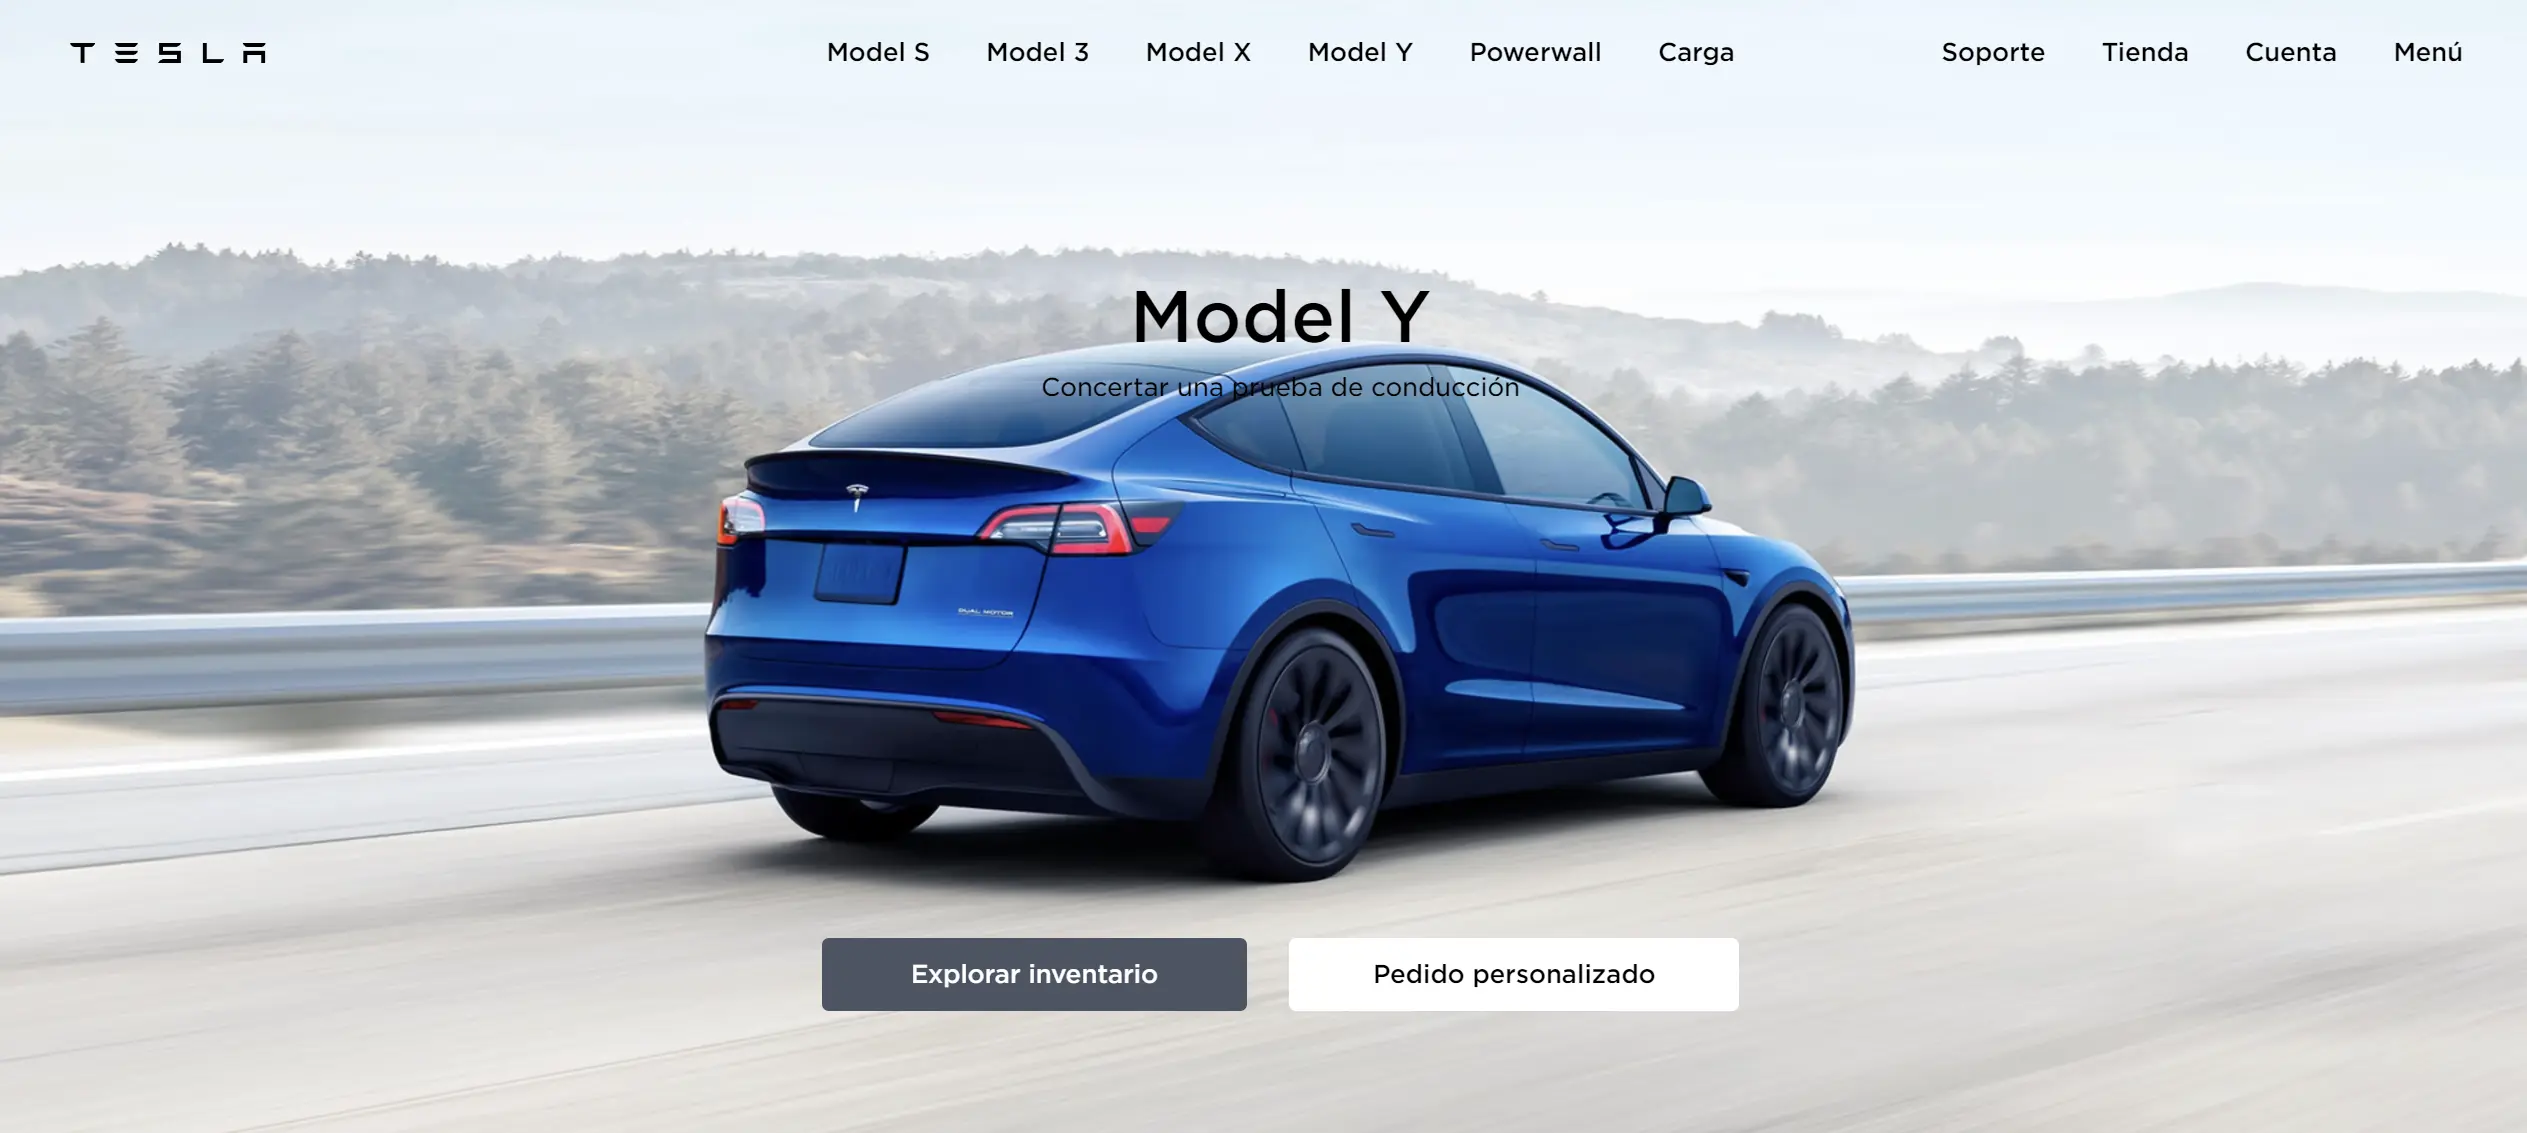 TESLA
Model S Model 3 Model X Model Y Powerwall Carga
Soporte Tienda Cuenta Menú
Model Y
Concertar una prueba de conducción
DUAL MOTOR
Explorar inventario
Pedido personalizado